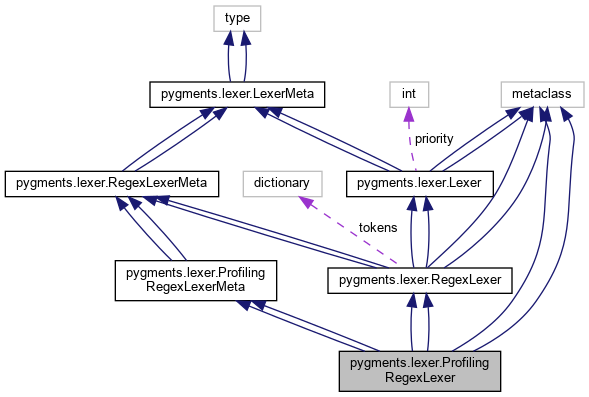 type
pygments.lexer.LexerMeta
int
metaclass
priority
pygments.lexer.RegexLexerMeta
dictionary
pygments.lexer.Lexer
tokens
pygments.lexer.Profiling
RegexLexerMeta
pygments.lexer.RegexLexer
pygments.lexer.Profiling
RegexLexer